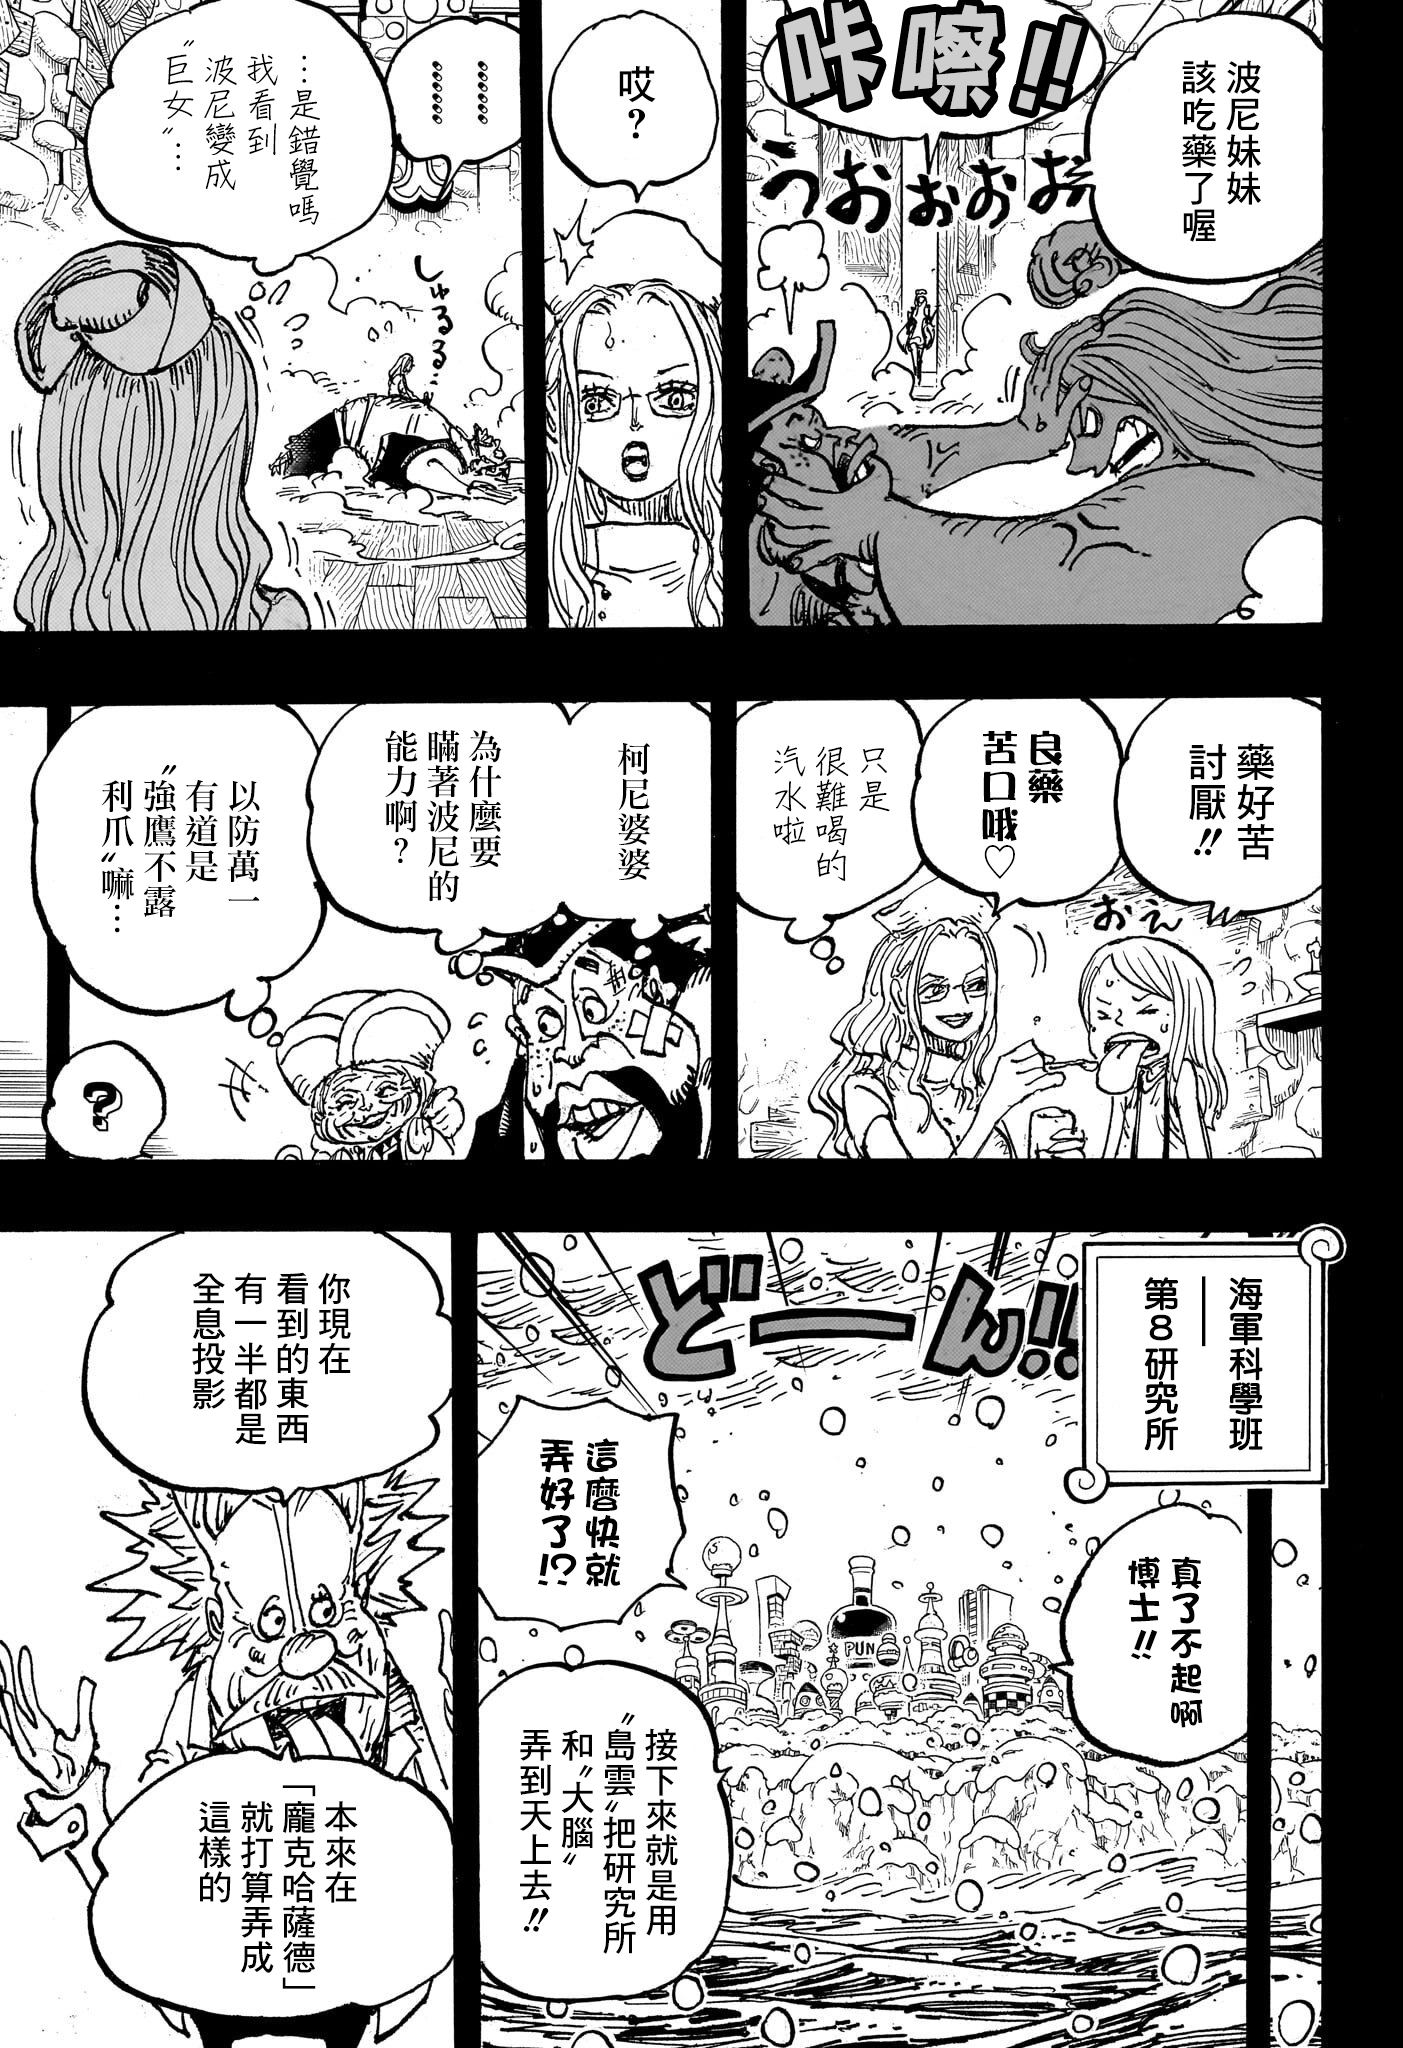 波尼妹妹
該吃藥了喔
咔嚓!!
うおおおお
哎?
……
……
…是錯覺嗎
我看到
波尼變成
〝巨女〟…
しゅるるる
藥好苦
討厭!!
おえ
良藥
苦口哦♡
只是
很難喝的
汽水啦
柯尼婆婆
為什麼要
瞞著波尼的
能力啊?
以防萬一
有道是
〝強鷹不露
利爪〟嘛…
?
海軍科學班
——
第8研究所
どーん!!
真了不起啊
博士!!
這麼快就
弄好了!?
PUN
接下來就是用
〝島雲〟把研究所
和〝大腦〟
弄到天上去!!
你現在
看到的東西
有一半都是
全息投影
本來在
「龐克哈薩德」
就打算弄成
這樣的